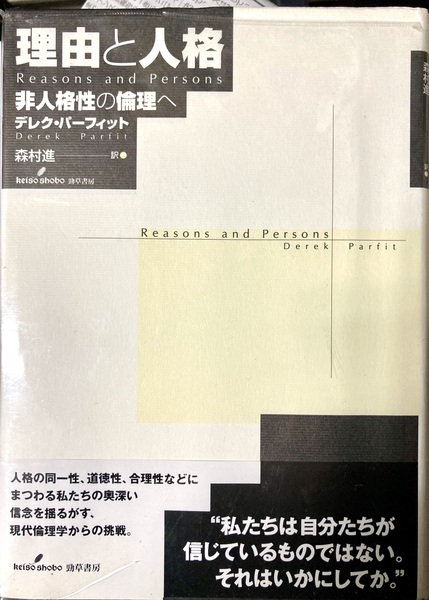 理由と人格
Reasons and Persons
非人格性の倫理へ
デレク・パーフィット
Derek Parfit
森村進 訳
keiso shobo 勁草書房
森村進
訳
Reasons and Persons
Derek Parfit
人格の同一性、道徳性、合理性などに
まつわる私たちの奥深い
信念を揺るがす、
現代倫理学からの挑戦。
keiso shobo 勁草書房
“私たちは自分たちが
信じているものではない。
それはいかにしてか。”